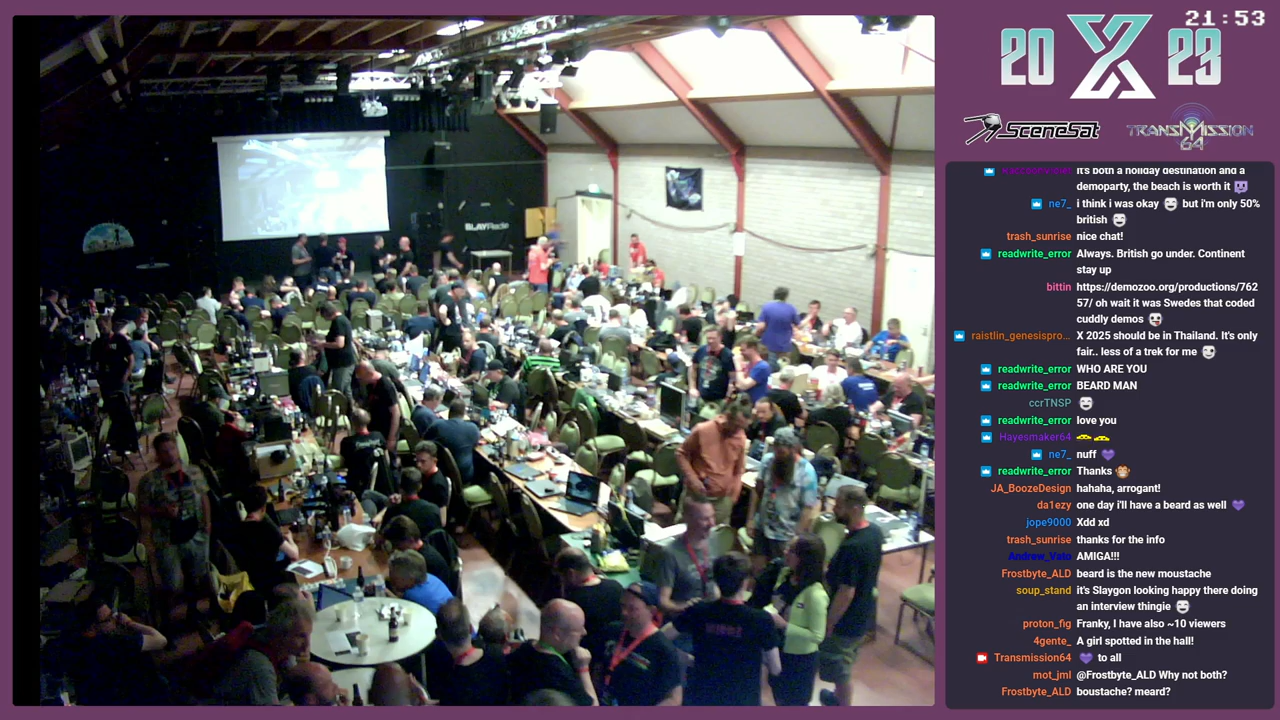 21:53
20 X 23
SCENESAT
TRANSMISSION
64
SLAYRadio
it's both a holiday destination and a
demoparty, the beach is worth it
ne7_ i think i was okay but i'm only 50%
british
trash_sunrise nice chat!
readwrite_error Always. British go under. Continent
stay up
bittin https://demozoo.org/productions/762
57/ oh wait it was Swedes that coded
cuddly demos
raistlin_genesispro... X 2025 should be in Thailand. It's only
fair.. less of a trek for me
readwrite_error WHO ARE YOU
readwrite_error BEARD MAN
ccrTNSP
readwrite_error love you
Hayesmaker64
ne7_ nuff
readwrite_error Thanks
JA_BoozeDesign hahaha, arrogant!
da1ezy one day i'll have a beard as well
jope9000 Xdd xd
trash_sunrise thanks for the info
Andrew_Vato AMIGA!!!
Frostbyte_ALD beard is the new moustache
soup_stand it's Slaygon looking happy there doing
an interview thingie
proton_fig Franky, I have also ~10 viewers
4gente_ A girl spotted in the hall!
Transmission64 to all
mot_jml @Frostbyte_ALD Why not both?
Frostbyte_ALD boustache? meard?